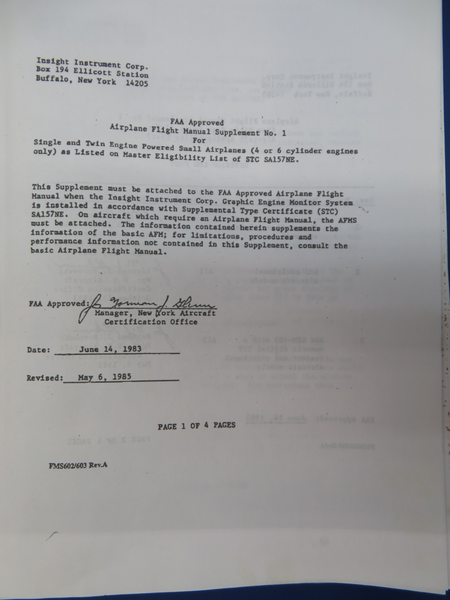 Insight Instrument Corp.
Box 194 Ellicott Station
Buffalo, New York 14205
FAA Approved
Airplane Flight Manual Supplement No. 1
For
Single and Twin Engine Powered Small Airplanes (4 or 6 cylinder engines
only) as Listed on Master Eligibility List of STC SA157NE.
This Supplement must be attached to the FAA Approved Airplane Flight
Manual when the Insight Instrument Corp. Graphic Engine Monitor System
is installed in accordance with Supplemental Type Certificate (STC)
SA157NE. On aircraft which require an Airplane Flight Manual, the AFMS
must be attached. The information contained herein supplements the
information of the basic AFM; for limitations, procedures and
performance information not contained in this Supplement, consult the
basic Airplane Flight Manual.
FAA Approved:
Manager, New York Aircraft
Certification Office
Date: June 14, 1983
Revised: May 6, 1985
PAGE 1 OF 4 PAGES
FMS602/603 Rev.A